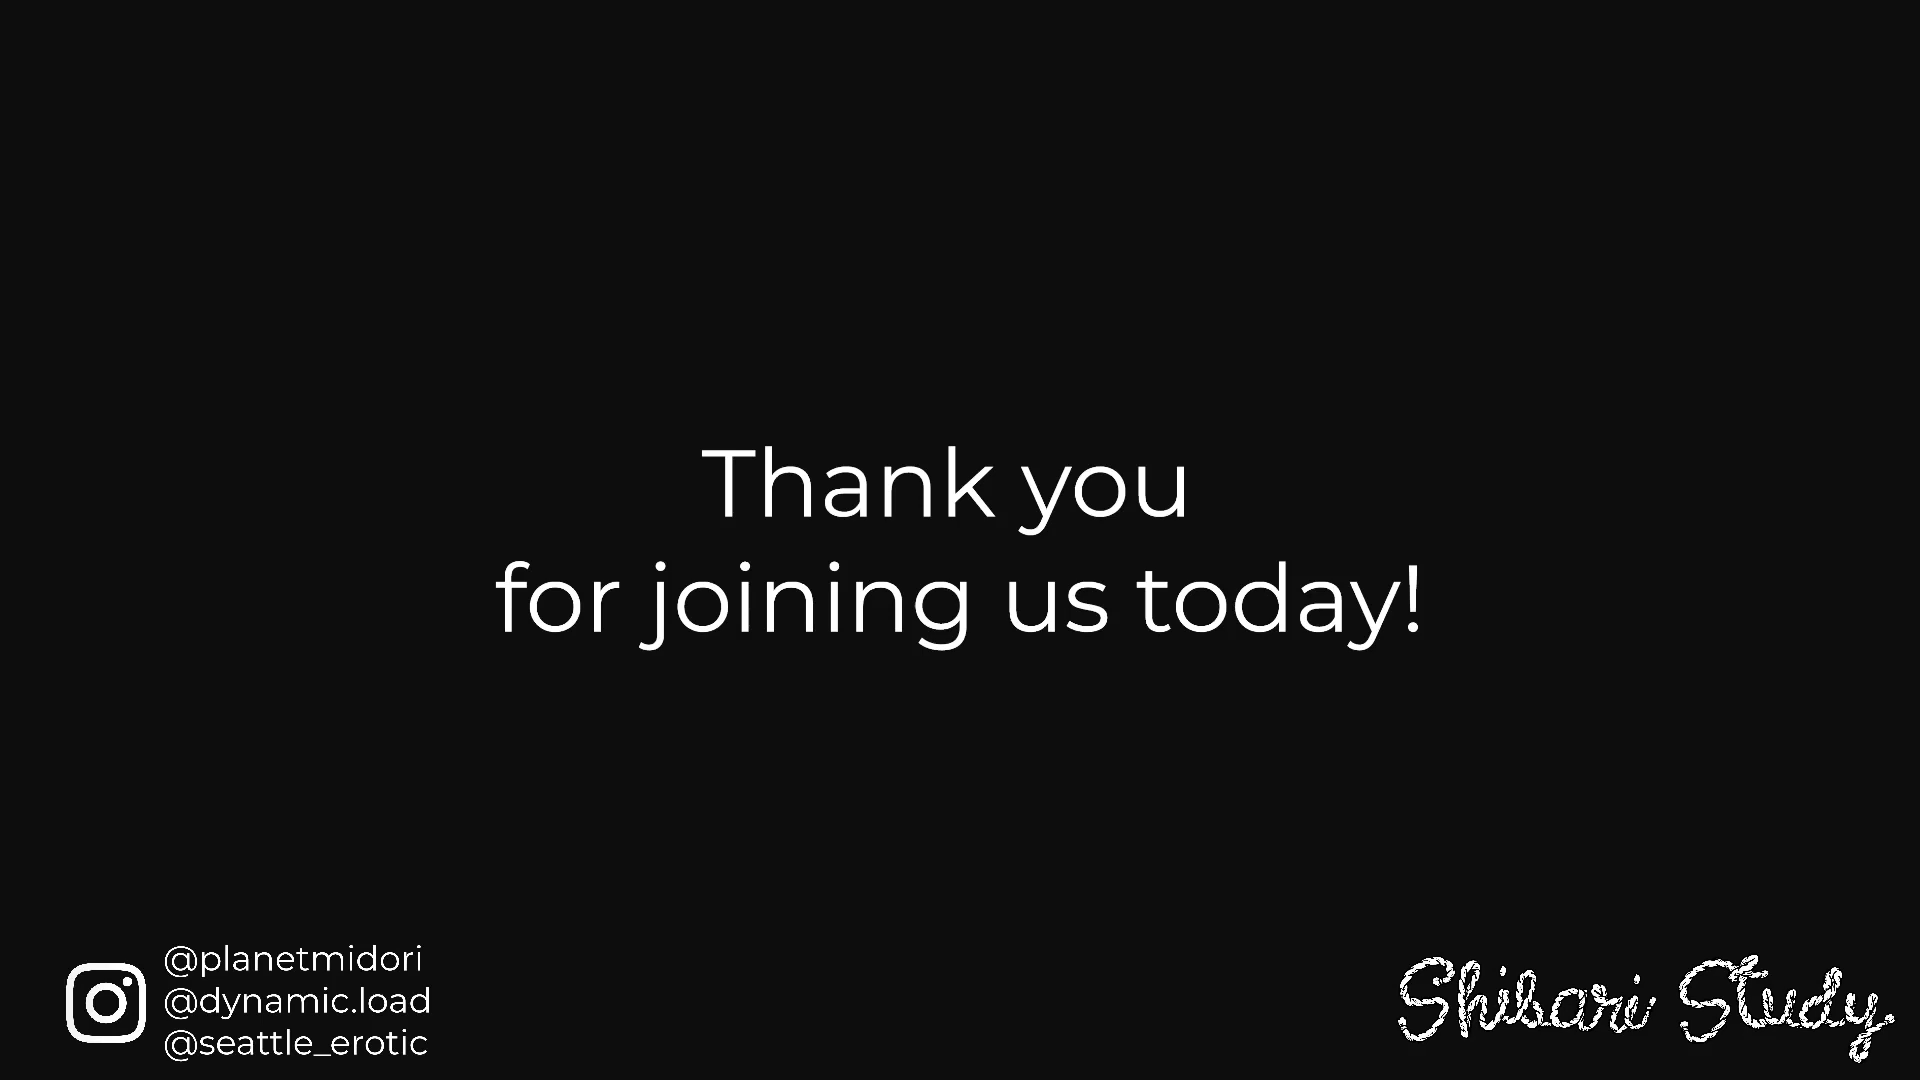 Thank you
for joining us today!
@planetmidori
@dynamic.load
@seattle_erotic
Shibari Study